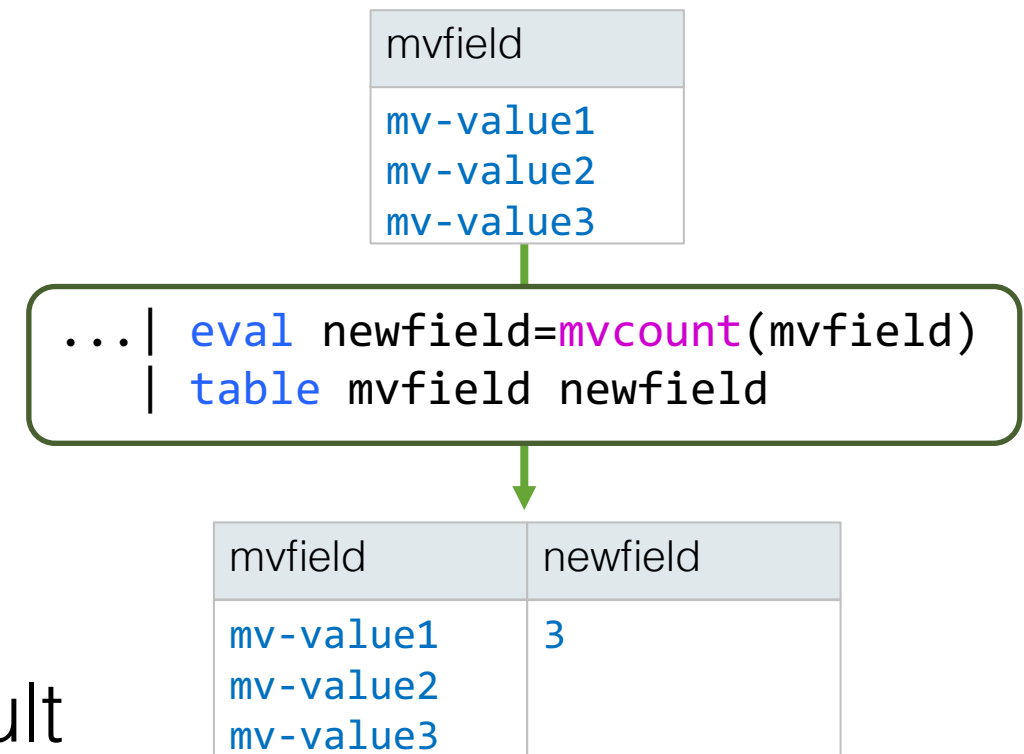 mvfield
mv-value1
mv-value2
mv-value3
...| eval newfield=mvcount(mvfield)
| table mvfield newfield
mvfield newfield
mv-value1 3
mv-value2
mv-value3